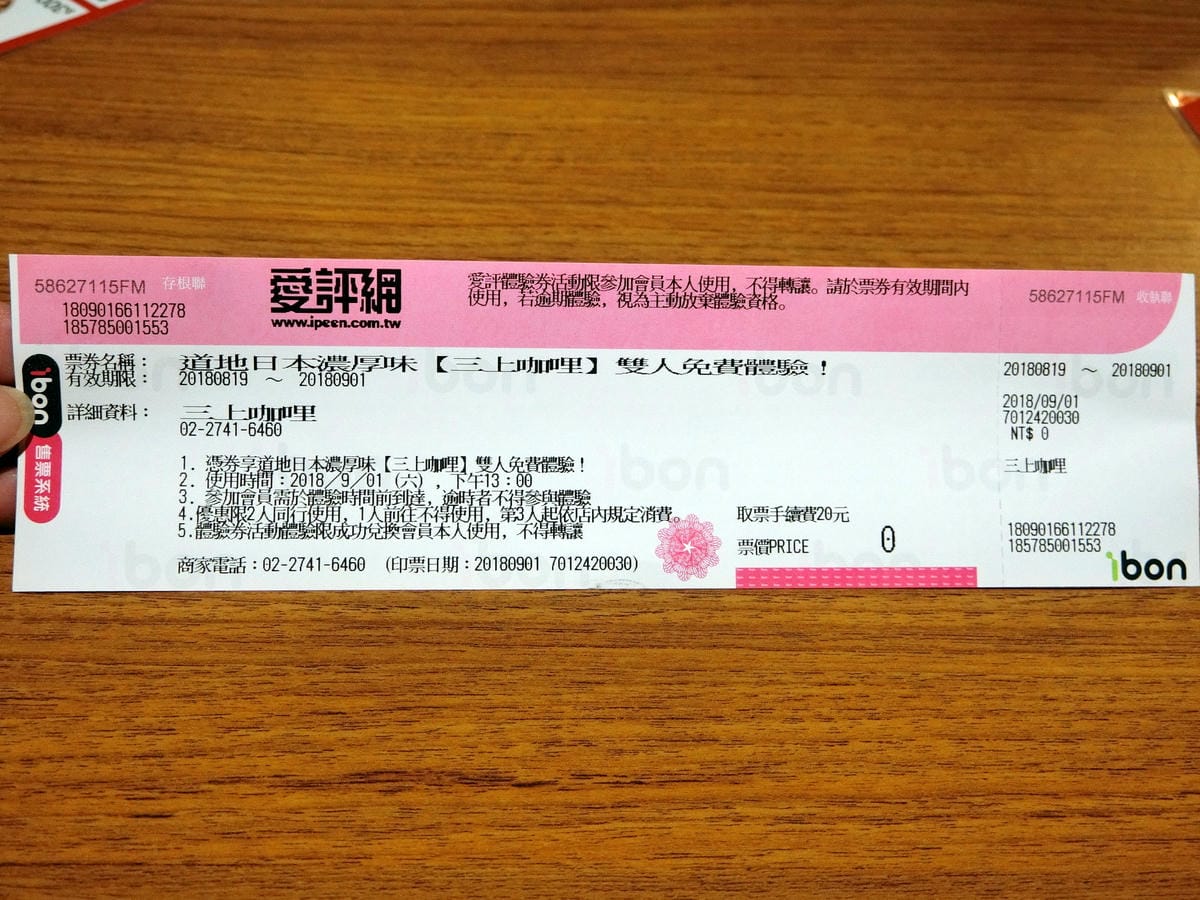 58627115FM 存根聯
18090166112278
185785001553
愛評網
www.ipeen.com.tw
愛評體驗券活動限參加會員本人使用，不得轉讓。請於票券有效期間內
使用，若逾期體驗，視為主動放棄體驗資格。
58627115FM 收執聯
ibon
售票系統
票券名稱： 道地日本濃厚味【三上咖哩】雙人免費體驗！
有效期限： 20180819 ～ 20180901
詳細資料： 三上咖哩
02-2741-6460
1. 憑券享道地日本濃厚味【三上咖哩】雙人免費體驗！
2. 使用時間：2018／9／01（六），下午13：00
3. 參加會員需於體驗時間前到達，逾時者不得參與體驗
4.優惠限2人同行使用，1人前往不得使用，第3人起依店內規定消費。
5.體驗券活動體驗限成功兌換會員本人使用，不得轉讓
商家電話：02-2741-6460 （印票日期：20180901 7012420030）
取票手續費20元
票價PRICE 0
20180819 ～ 20180901
2018/09/01
7012420030
NT$ 0
三上咖哩
18090166112278
185785001553
ibon